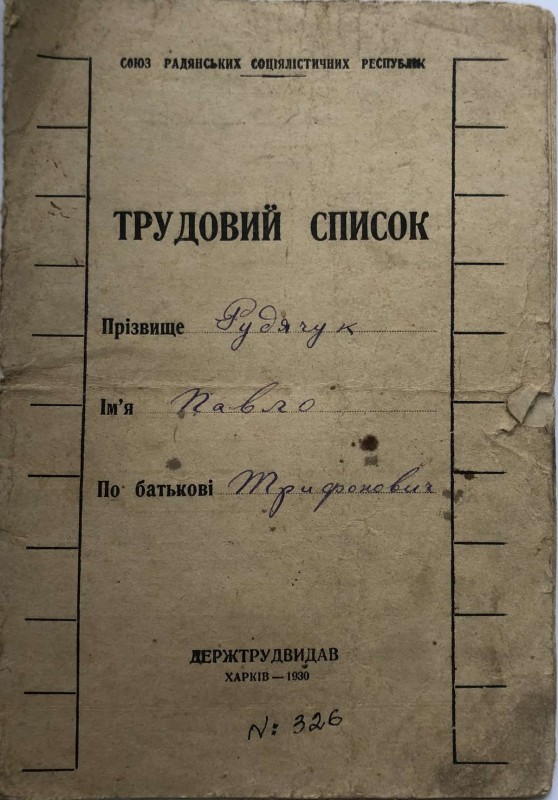 СОЮЗ РАДЯНСЬКИХ СОЦІЯЛІСТИЧНИХ РЕСПУБЛІК
ТРУДОВИЙ СПИСОК
Прізвище Рудячук
Ім'я Павло
По батькові Трифонович
ДЕРЖТРУДВИДАВ
ХАРКІВ — 1930
№: 326